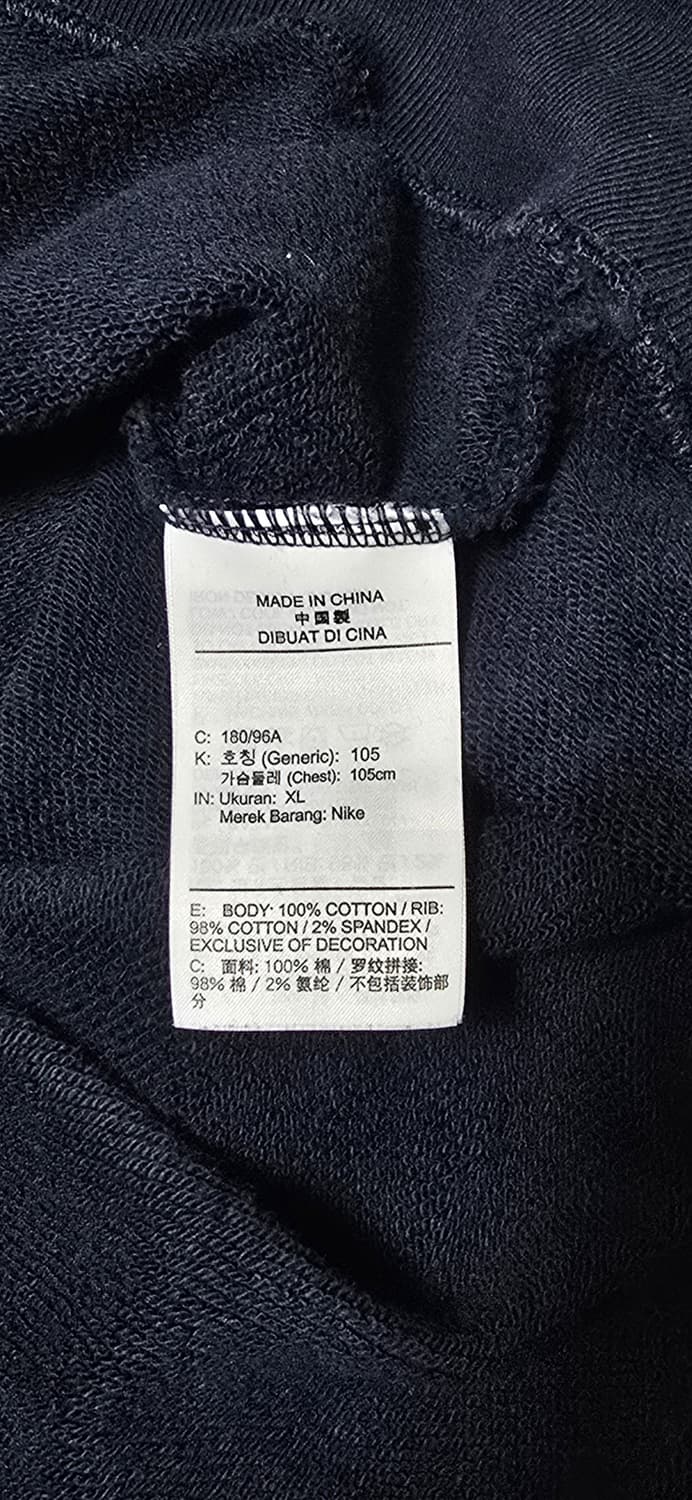 MADE IN CHINA
中国製
DIBUAT DI CINA
C: 180/96A
K: 호칭 (Generic): 105
가슴둘레 (Chest): 105cm
IN: Ukuran: XL
Merek Barang: Nike
E: BODY: 100% COTTON / RIB:
98% COTTON / 2% SPANDEX /
EXCLUSIVE OF DECORATION
C: 面料: 100% 棉 / 罗纹拼接:
98% 棉 / 2% 氨纶 / 不包括装饰部
分